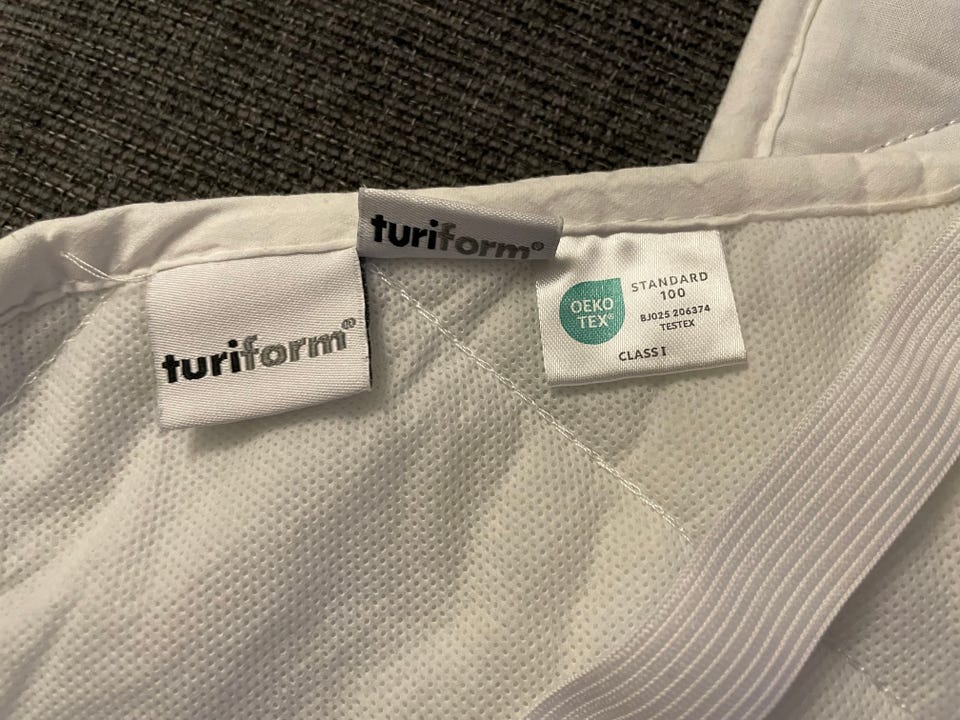 turiform®
turiform®
OEKO
TEX®
STANDARD
100
BJ025 206374
TESTEX
CLASS I